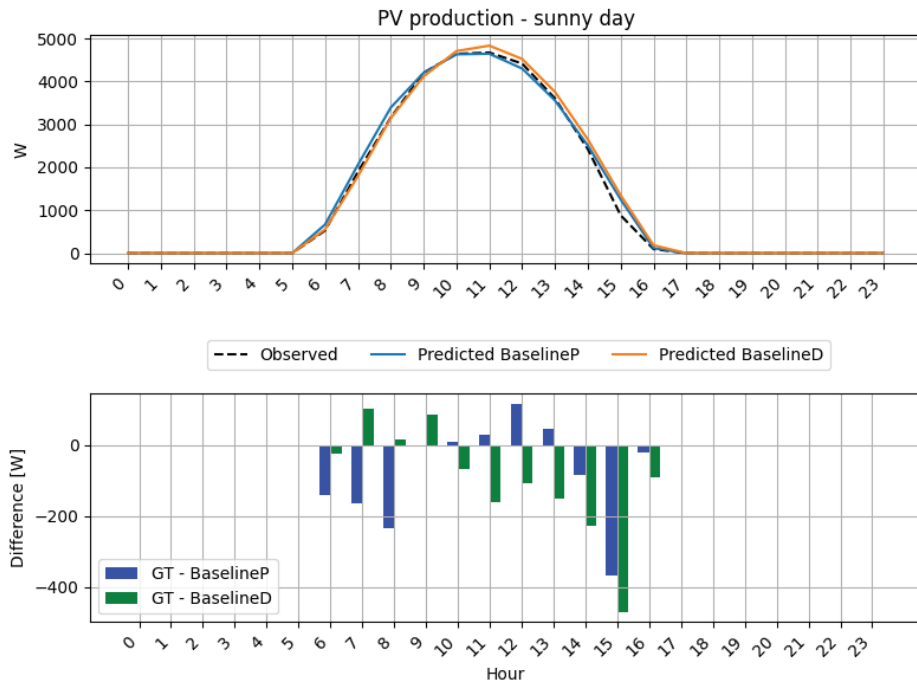 PV production - sunny day
5000
4000
3000
2000
1000
0
W
0 1 2 3 4 5 6 7 8 9 10 11 12 13 14 15 16 17 18 19 20 21 22 23
Observed Predicted BaselineP Predicted BaselineD
0
−200
−400
Difference [W]
GT - BaselineP
GT - BaselineD
0 1 2 3 4 5 6 7 8 9 10 11 12 13 14 15 16 17 18 19 20 21 22 23
Hour